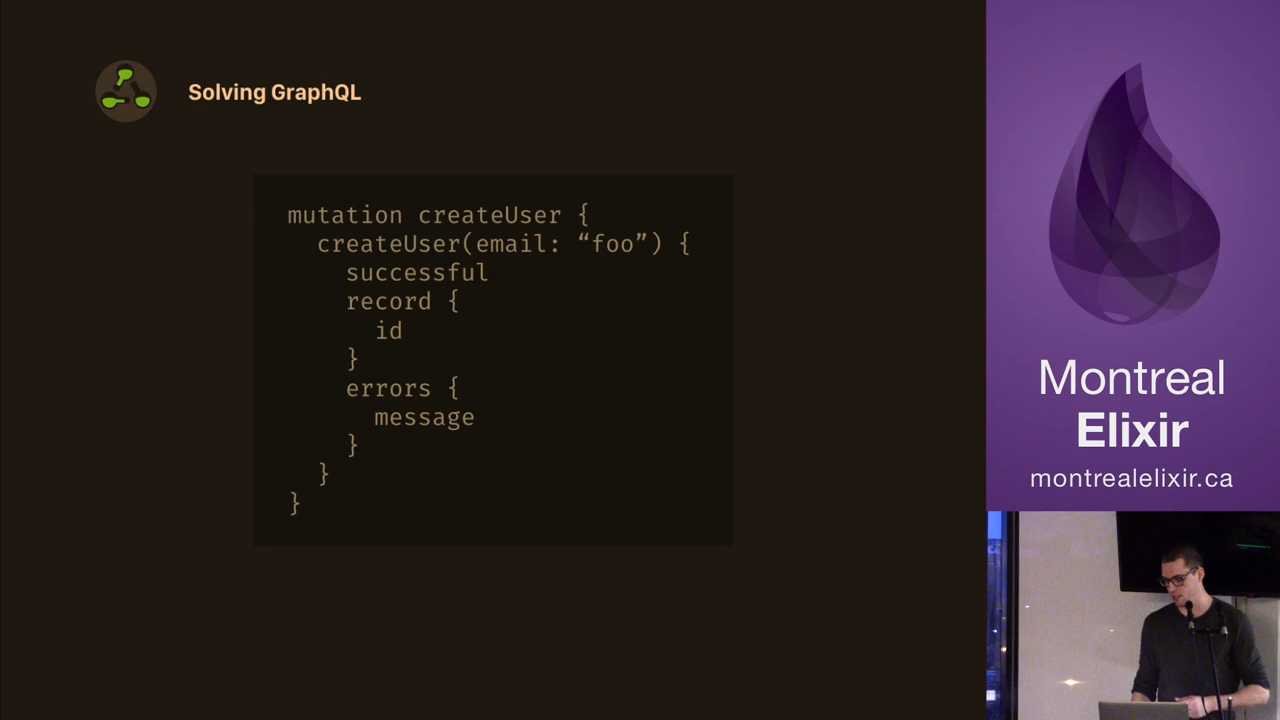 Solving GraphQL
mutation createUser {
createUser(email: “foo”) {
successful
record {
id
}
errors {
message
}
}
}
Montreal
Elixir
montrealelixir.ca